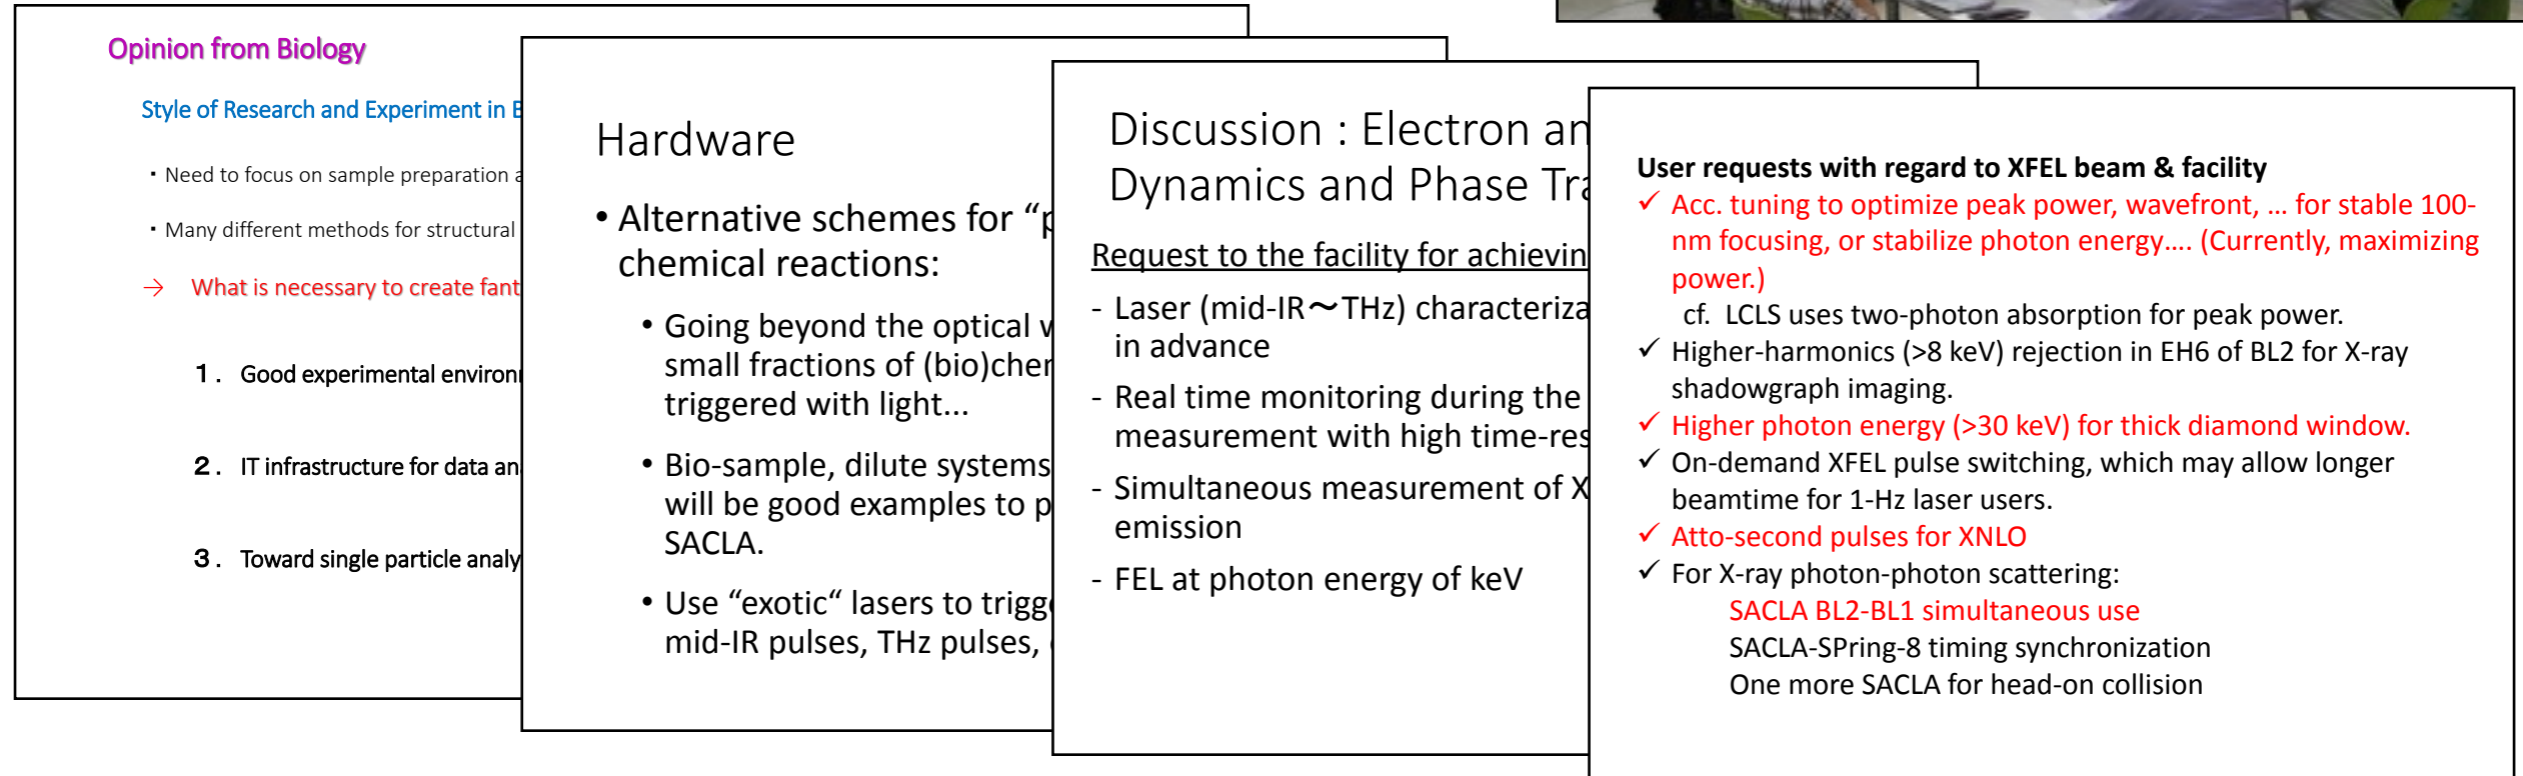 Opinion from Biology
Style of Research and Experiment in
・Need to focus on sample preparation
・Many different methods for structural
→ What is necessary to create
１． Good experimental
２． IT infrastructure for data
３． Toward single particle
Hardware
• Alternative schemes for
chemical reactions:
• Going beyond the optical
small fractions of
triggered with light...
• Bio-sample, dilute systems
will be good examples to
SACLA.
• Use “exotic“ lasers to
mid-IR pulses, THz pulses,
Discussion : Electron
Dynamics and Phase
Request to the facility for
- Laser (mid-IR～THz)
in advance
- Real time monitoring during the
measurement with high
- Simultaneous measurement of
emission
- FEL at photon energy of keV
User requests with regard to XFEL beam & facility
✓ Acc. tuning to optimize peak power, wavefront, … for stable 100-
nm focusing, or stabilize photon energy…. (Currently, maximizing
power.)
cf. LCLS uses two-photon absorption for peak power.
✓ Higher-harmonics (>8 keV) rejection in EH6 of BL2 for X-ray
shadowgraph imaging.
✓ Higher photon energy (>30 keV) for thick diamond window.
✓ On-demand XFEL pulse switching, which may allow longer
beamtime for 1-Hz laser users.
✓ Atto-second pulses for XNLO
✓ For X-ray photon-photon scattering:
SACLA BL2-BL1 simultaneous use
SACLA-SPring-8 timing synchronization
One more SACLA for head-on collision